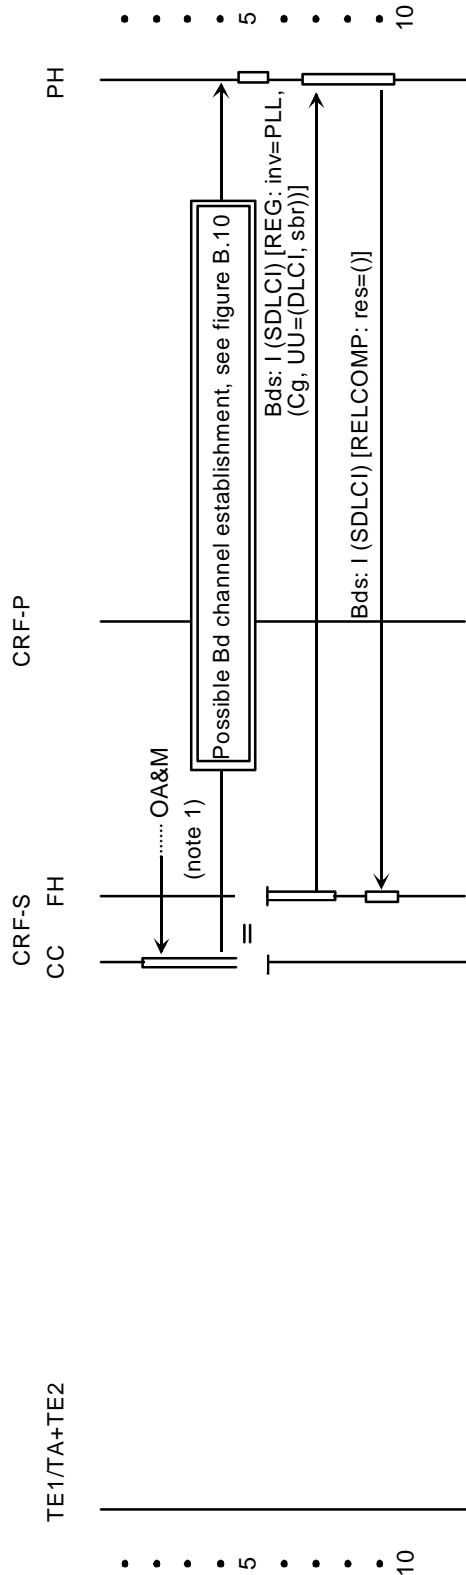 CRF-S
CRF-P
TE1/TA+TE2
CC
FH
PH
OA&M
(note 1)
Possible Bd channel establishment, see figure B.10
5
5
=
Bds: I (SDLCI) [REG: inv=PLL,
(Cg, UU=(DLCI, sbr))]
Bds: I (SDLCI) [RELCOMP: res=()]
10
10